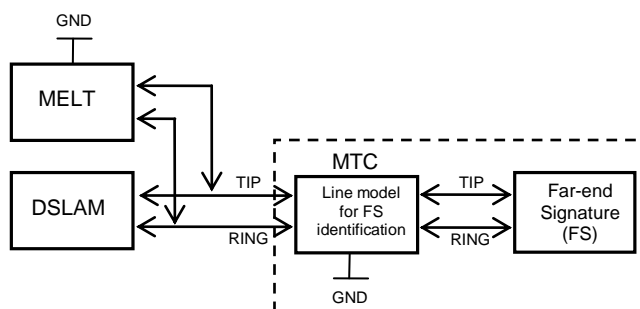 GND
MELT
MTC
DSLAM
TIP
RING
Line model
for FS
identification
TIP
RING
Far-end
Signature
(FS)
GND